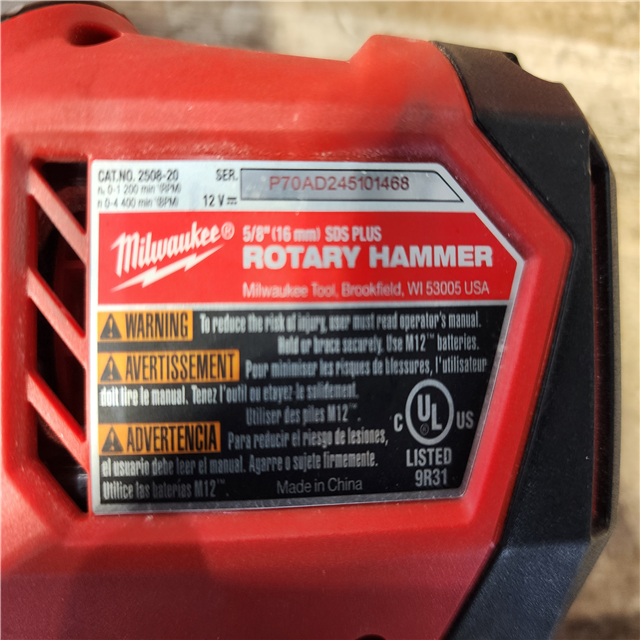 CAT.NO. 2508-20 SER. P70AD245101468
n₀ 0-1 200 min⁻¹(RPM)
n 0-4 400 min⁻¹(BPM) 12 V⎓
Milwaukee® 5/8" (16 mm) SDS PLUS
ROTARY HAMMER
Milwaukee Tool, Brookfield, WI 53005 USA
WARNING To reduce the risk of injury, user must read operator's manual.
Hold or brace securely. Use M12™ batteries.
AVERTISSEMENT Pour minimiser les risques de blessures, l'utilisateur
doit lire le manual. Tenez l'outil ou etayez-le solidement.
Utiliser des piles M12™.
ADVERTENCIA Para reducir el riesgo de lesiones,
el usuario debe leer el manual. Agarre o sujete firmemente.
Utilice las baterías M12™.
Made in China
C UL® US
LISTED
9R31